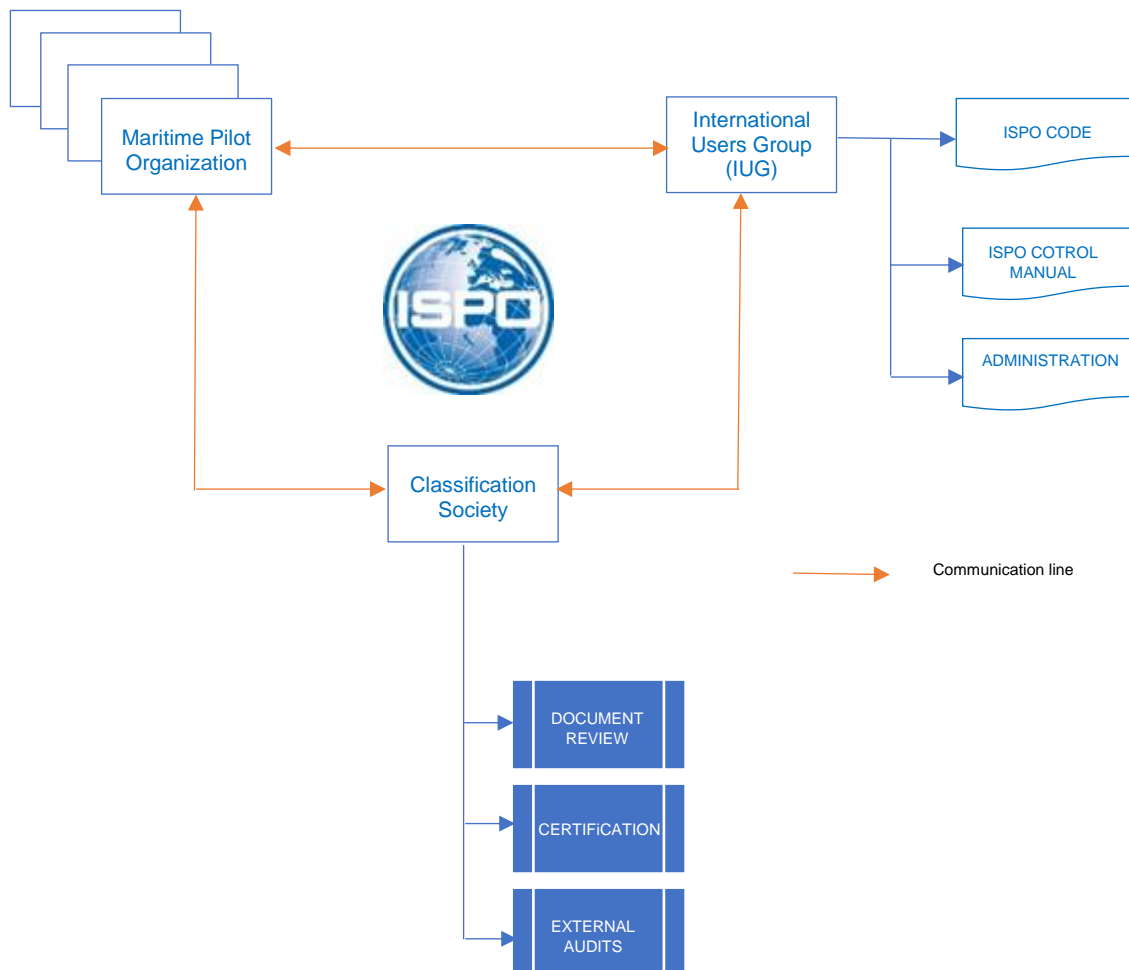 Maritime Pilot
Organization
International
Users Group
(IUG)
ISPO CODE
ISPO COTROL
MANUAL
ADMINISTRATION
ISPO
Classification
Society
Communication line
DOCUMENT
REVIEW
CERTIFiCATION
EXTERNAL
AUDITS